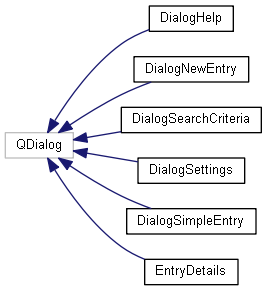 DialogHelp
DialogNewEntry
DialogSearchCriteria
QDialog
DialogSettings
DialogSimpleEntry
EntryDetails